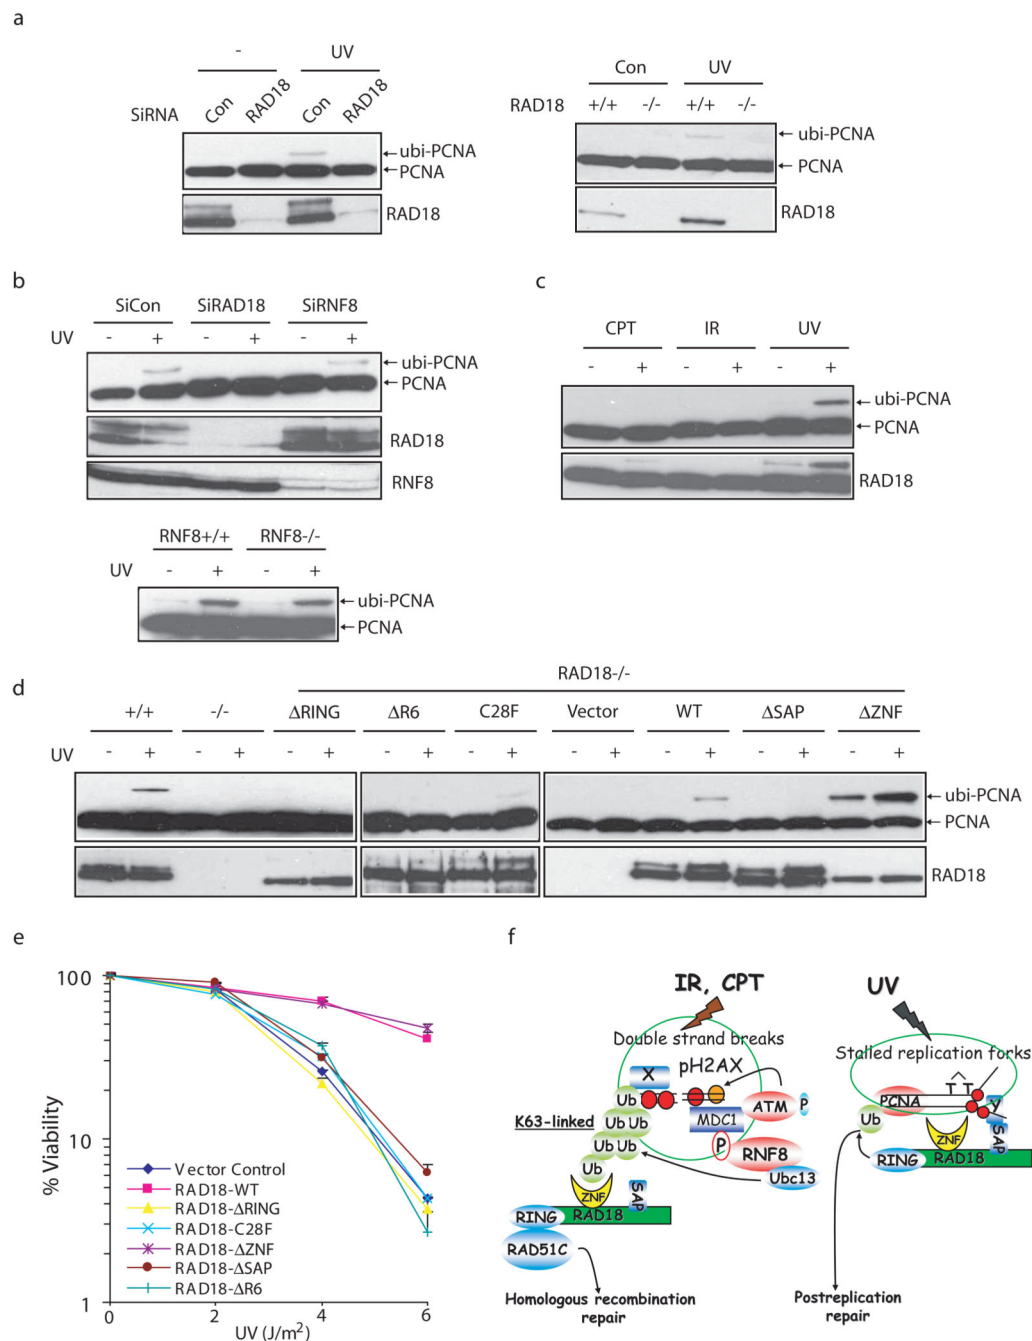 a
- UV
SiRNA Con RAD18 Con RAD18
ubi-PCNA
PCNA
RAD18
Con UV
RAD18 +/+ -/- +/+ -/-
ubi-PCNA
PCNA
RAD18
b
SiCon SiRAD18 SiRNF8
UV - + - + - +
ubi-PCNA
PCNA
RAD18
RNF8
RNF8+/+ RNF8-/-
UV - + - +
ubi-PCNA
PCNA
c
CPT IR UV
- + - + - +
ubi-PCNA
PCNA
RAD18
d
RAD18-/-
+/+ -/- ΔRING ΔR6 C28F Vector WT ΔSAP ΔZNF
UV - + - + - + - + - + - + - + - + - +
ubi-PCNA
PCNA
RAD18
e
% Viability
100
10
1
0 2 4 6
UV (J/m²)
Vector Control
RAD18-WT
RAD18-ΔRING
RAD18-C28F
RAD18-ΔZNF
RAD18-ΔSAP
RAD18-ΔR6
f
IR, CPT
Double strand breaks
X
pH2AX
Ub
ATM P
K63-linked
Ub Ub
MDC1
Ub Ub
P
RNF8
Ub
Ubc13
ZNF
SAP
RING
RAD18
RAD51C
Homologous recombination
repair
UV
Stalled replication forks
T T
PCNA
Y
Ub
ZNF
SAP
RING
RAD18
Postreplication
repair